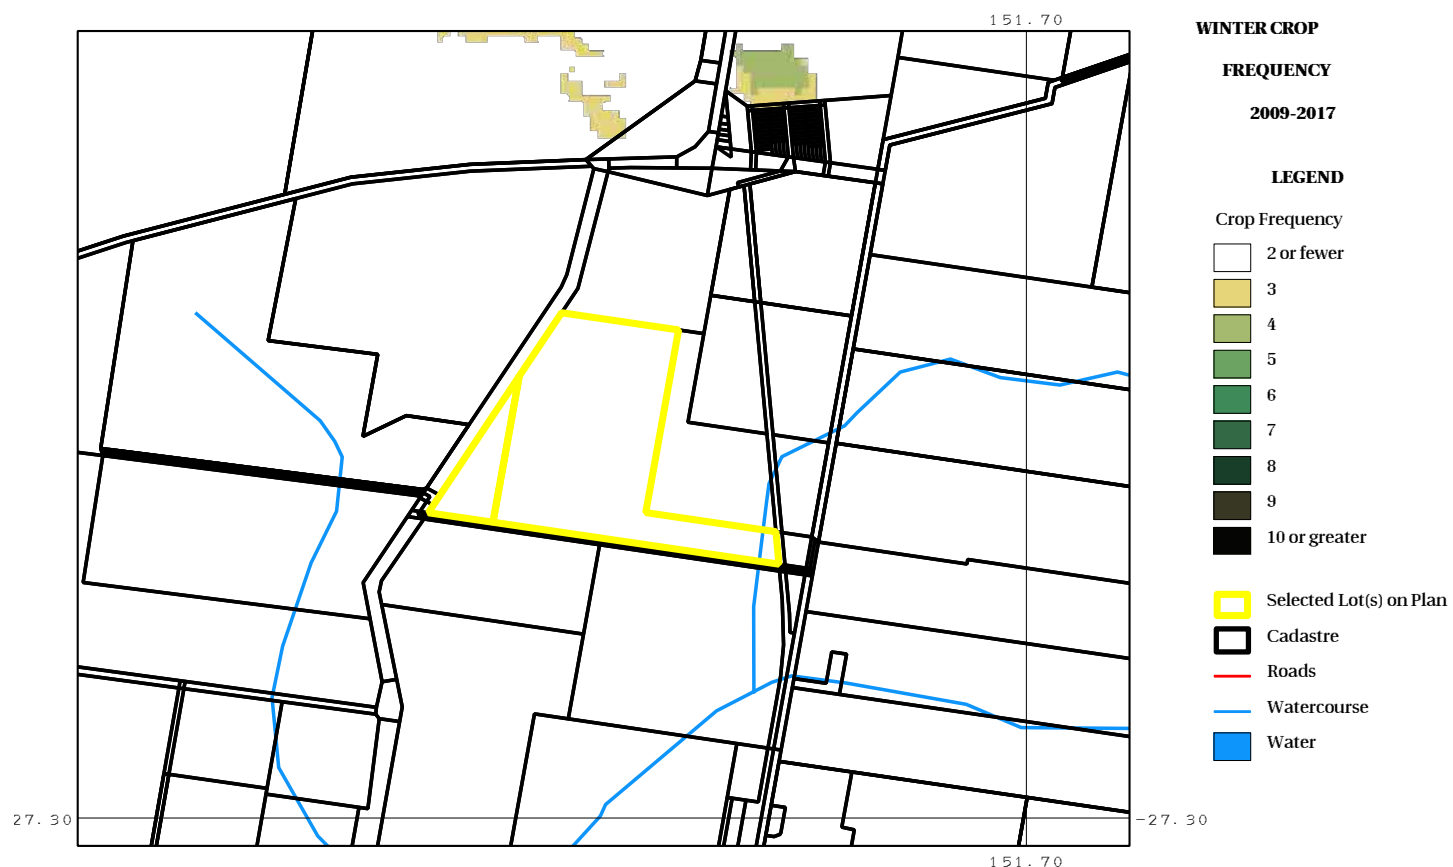 151.70
WINTER CROP
FREQUENCY
2009-2017
LEGEND
Crop Frequency
2 or fewer
3
4
5
6
7
8
9
10 or greater
Selected Lot(s) on Plan
Cadastre
Roads
Watercourse
Water
27.30
-27.30
151.70